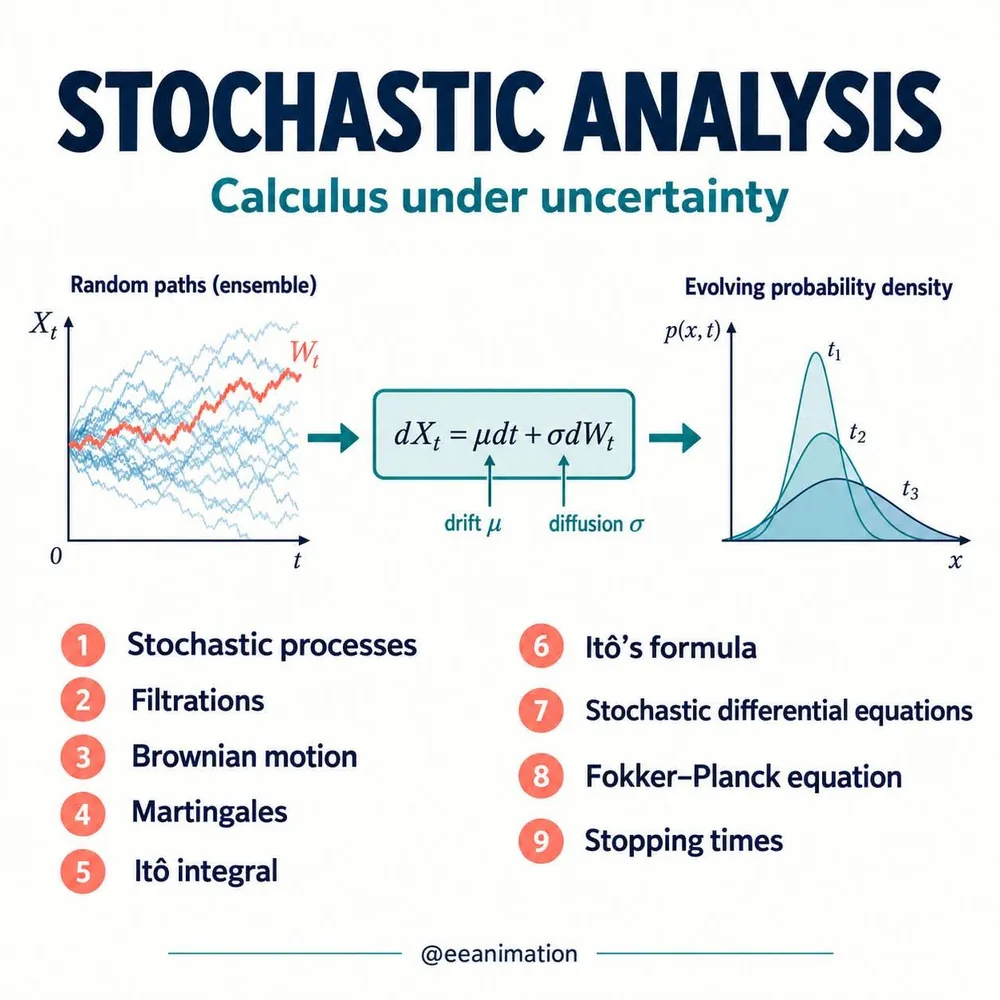 STOCHASTIC ANALYSIS
Calculus under uncertainty
Random paths (ensemble)
X_t
W_t
0
t
dX_t = μdt + σdW_t
drift μ
diffusion σ
Evolving probability density
p(x, t)
t_1
t_2
t_3
x
1 Stochastic processes
2 Filtrations
3 Brownian motion
4 Martingales
5 Itô integral
6 Itô's formula
7 Stochastic differential equations
8 Fokker–Planck equation
9 Stopping times
@eeanimation